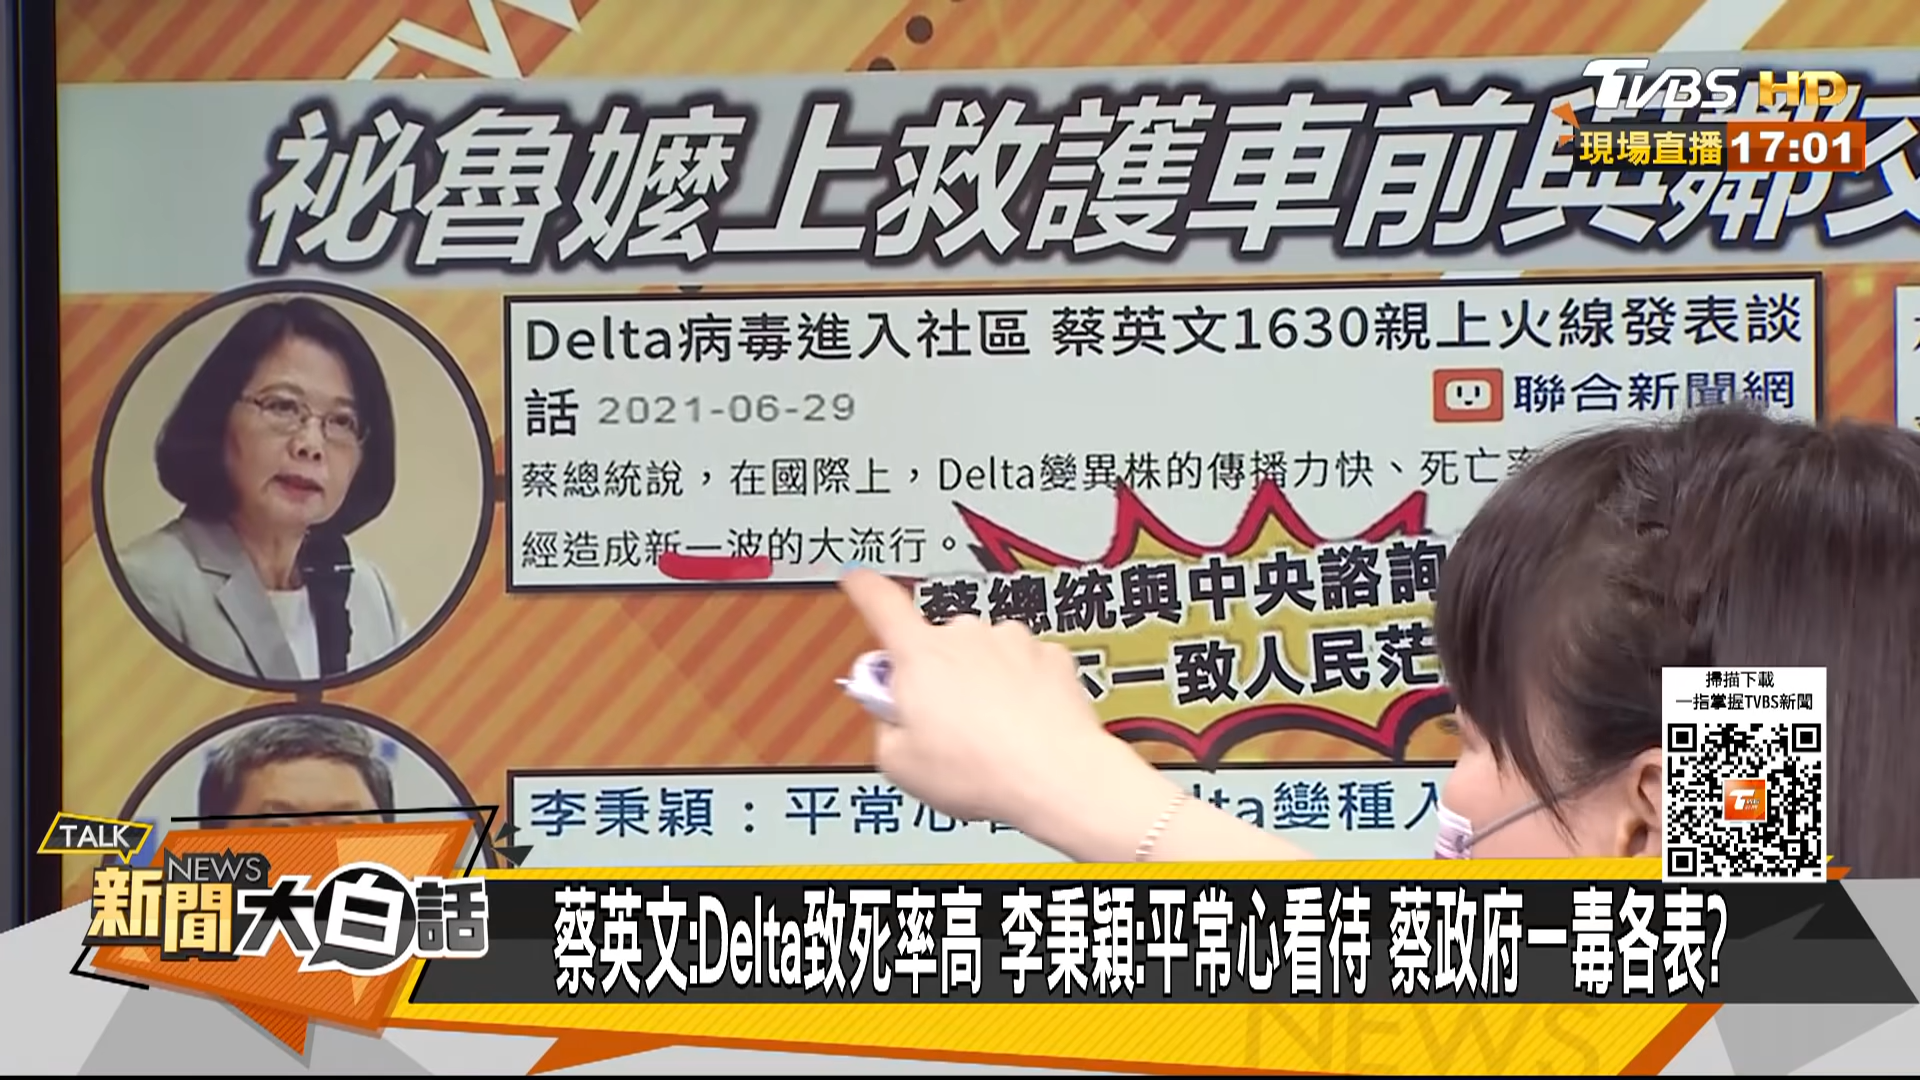 TVBS HD
現場直播 17:01
祕魯嬤上救護車前與鄰
Delta病毒進入社區 蔡英文1630親上火線發表談
話 2021-06-29 聯合新聞網
蔡總統說，在國際上，Delta變異株的傳播力快、死亡率
經造成新一波的大流行。
蔡總統與中央諮詢
不一致人民茫
李秉穎：平常心 lta變種入
掃描下載
一指掌握TVBS新聞
TALK
NEWS
新聞大白話
蔡英文:Delta致死率高 李秉穎:平常心看待 蔡政府一毒各表?
NEWS